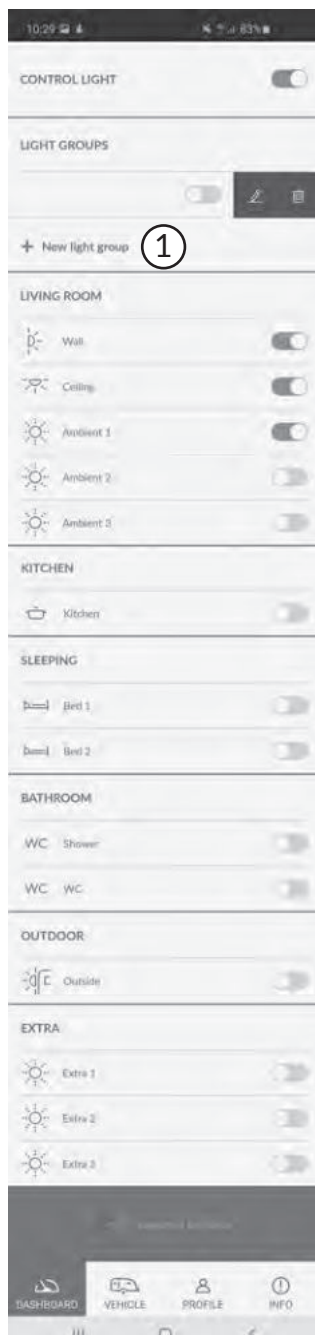 10:29 83%
CONTROL LIGHT
LIGHT GROUPS
+ New light group 1
LIVING ROOM
Wall
Ceiling
Ambient 1
Ambient 2
Ambient 3
KITCHEN
Kitchen
SLEEPING
Bed 1
Bed 2
BATHROOM
WC Shower
WC WC
OUTDOOR
Outside
EXTRA
Extra 1
Extra 2
Extra 3
DASHBOARD VEHICLE PROFILE INFO